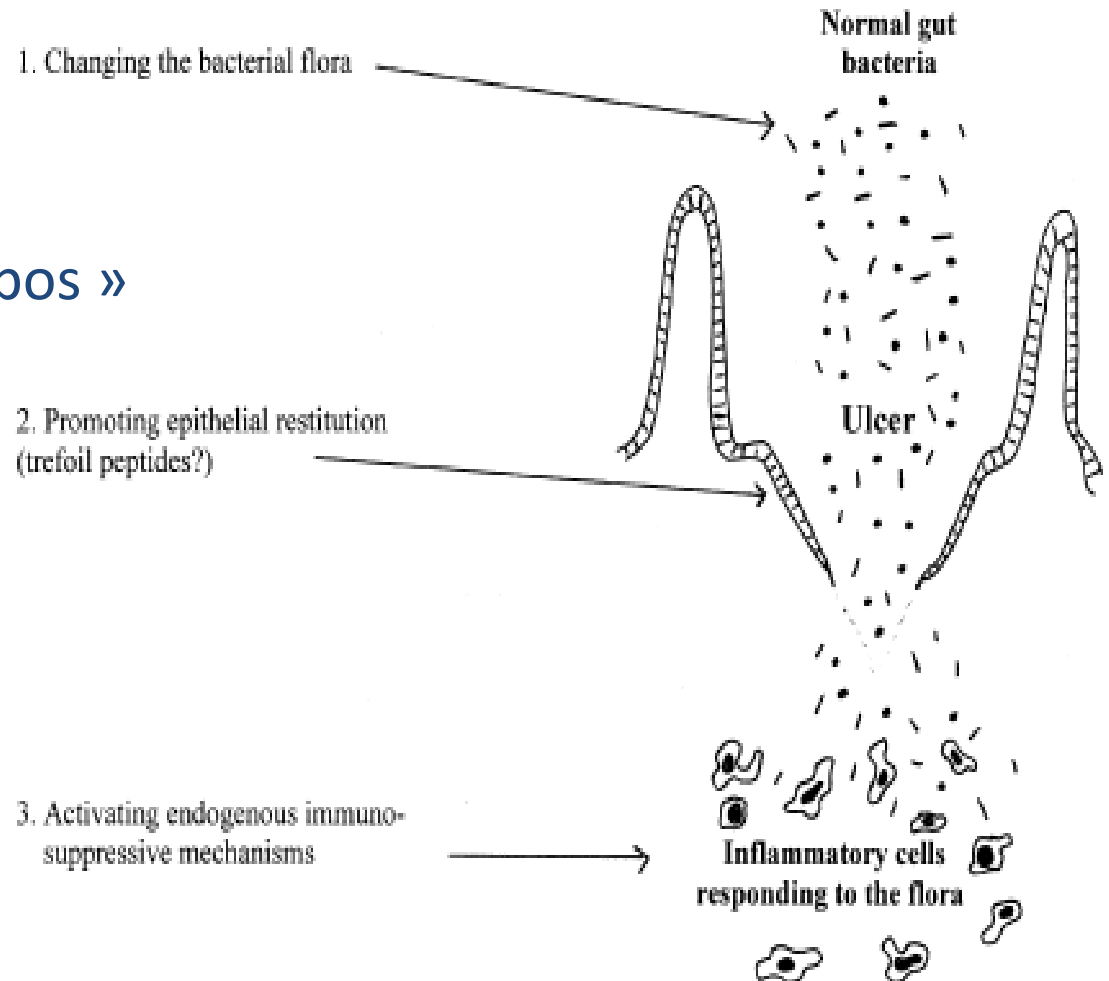 Normal gut
bacteria
1. Changing the bacterial flora
»
2. Promoting epithelial restitution
(trefoil peptides?)
Ulcer
3. Activating endogenous immuno-
suppressive mechanisms
Inflammatory cells
responding to the flora